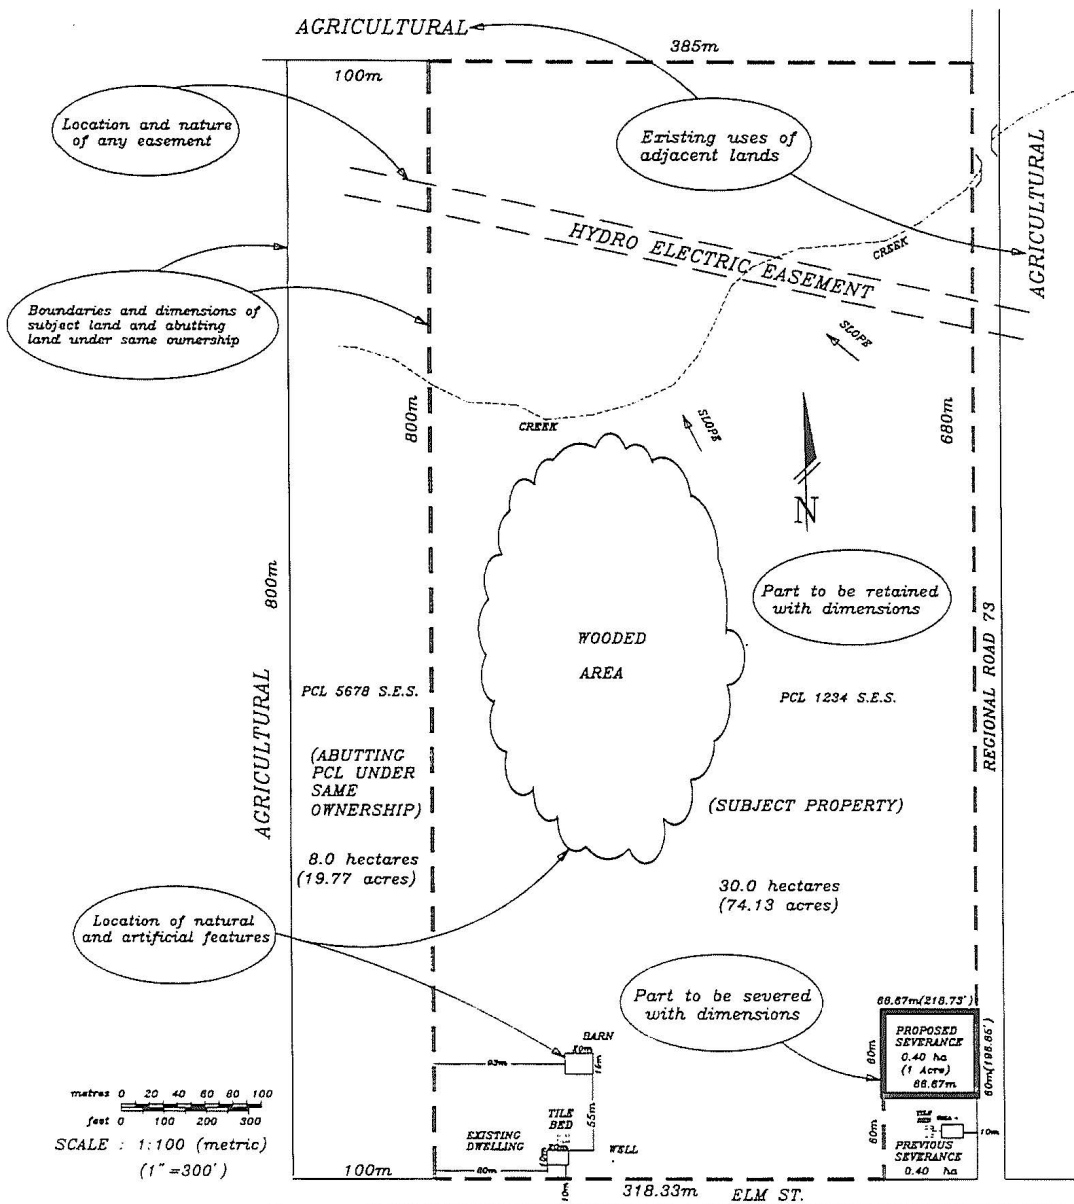 AGRICULTURAL
385m
100m
Location and nature
of any easement
Existing uses of
adjacent lands
AGRICULTURAL
HYDRO ELECTRIC EASEMENT
CREEK
Boundaries and dimensions of
subject land and abutting
land under same ownership
SLOPE
800m
CREEK
SLOPE
680m
N
800m
Part to be retained
with dimensions
WOODED
AREA
REGIONAL ROAD 73
PCL 5678 S.E.S.
PCL 1234 S.E.S.
AGRICULTURAL
(ABUTTING
PCL UNDER
SAME
OWNERSHIP)
(SUBJECT PROPERTY)
8.0 hectares
(19.77 acres)
30.0 hectares
(74.13 acres)
Location of natural
and artificial features
Part to be severed
with dimensions
66.67m(218.73')
PROPOSED
SEVERANCE
0.40 ha
(1 Acre)
66.67m
60m
60m(196.85')
BARN
93m
55m
metres 0 20 40 60 80 100
feet 0 100 200 300
SCALE : 1:100 (metric)
(1"=300')
TILE
BED
EXISTING
DWELLING
WELL
10m
60m
TILE
BED
10m
PREVIOUS
SEVERANCE
0.40 ha
100m
10m
318.33m
ELM ST.